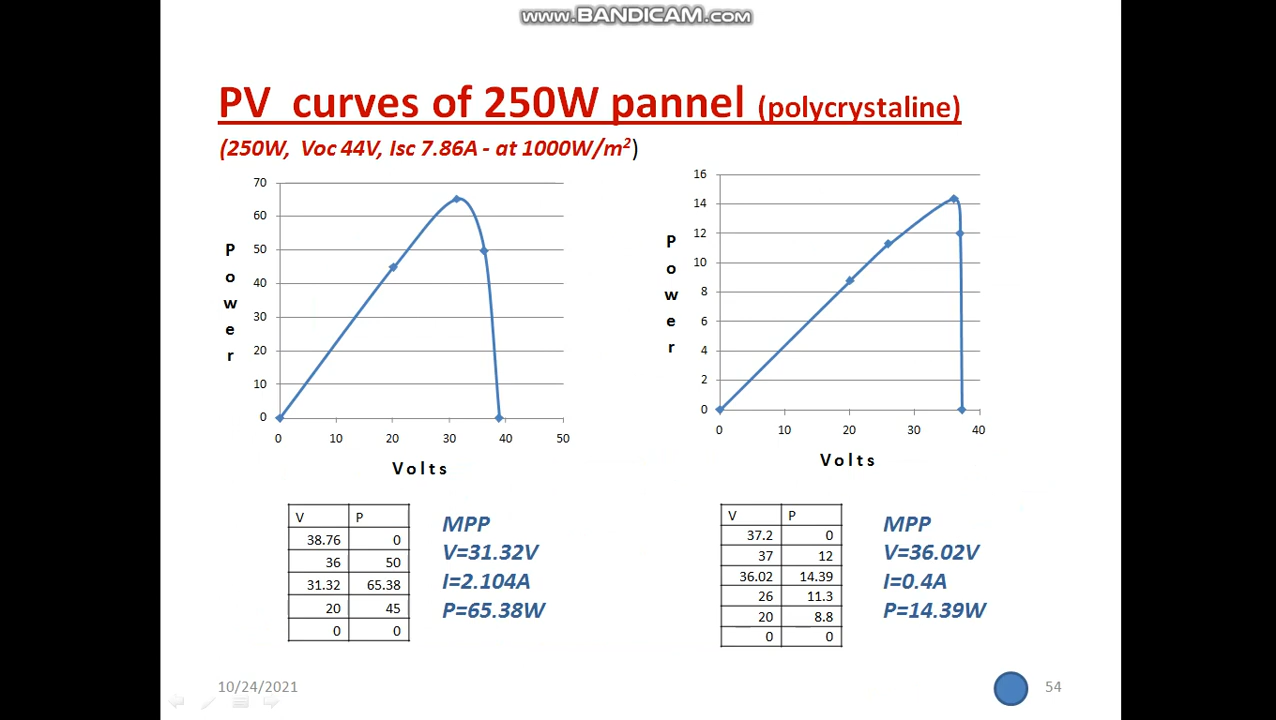 www.BANDICAM.com
PV curves of 250W pannel (polycrystaline)
(250W, Voc 44V, Isc 7.86A - at 1000W/m²)
70
60
50
40
30
20
10
0
Power
0 10 20 30 40 50
Volts
16
14
12
10
8
6
4
2
0
Power
0 10 20 30 40
Volts
V P
38.76 0
36 50
31.32 65.38
20 45
0 0
MPP
V=31.32V
I=2.104A
P=65.38W
V P
37.2 0
37 12
36.02 14.39
26 11.3
20 8.8
0 0
MPP
V=36.02V
I=0.4A
P=14.39W
10/24/2021
54